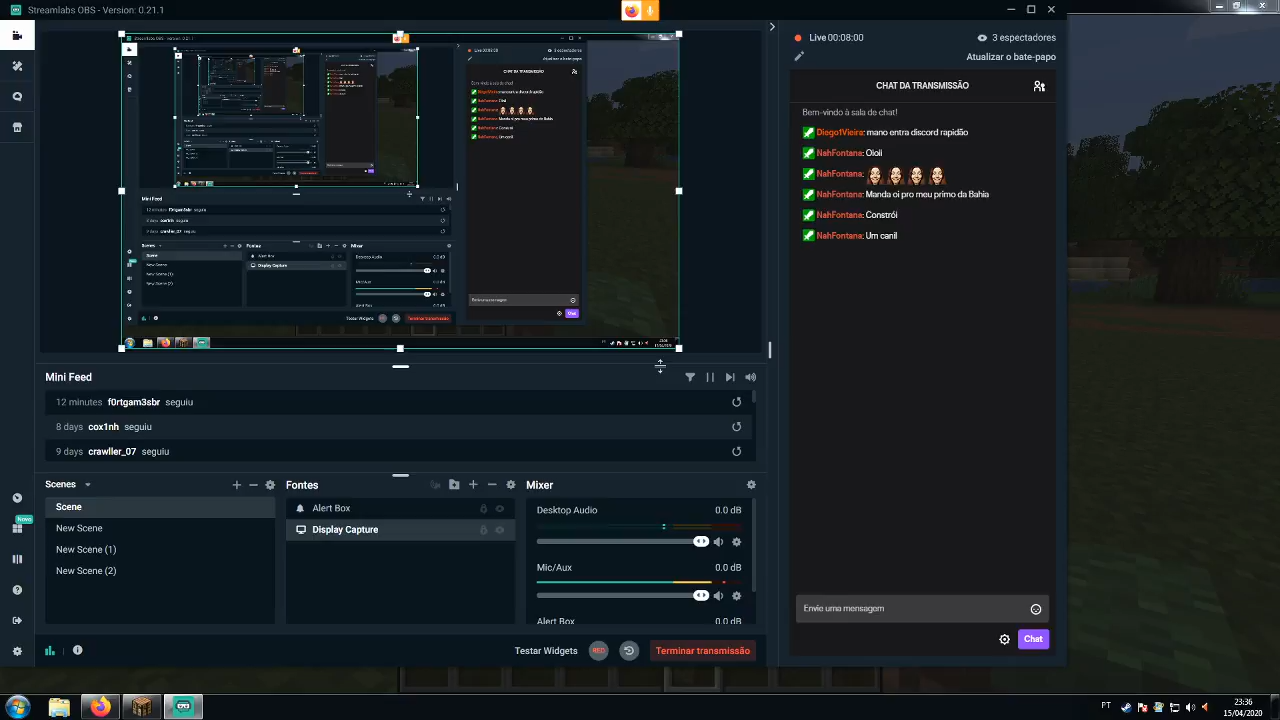 Streamlabs OBS - Version: 0.21.1
Live 00:08:00
3 espectadores
Atualizar o bate-papo
CHAT DA TRANSMISSÃO
Bem-vindo à sala de chat!
Diego1Vieira: mano entra discord rapidão
NahFontana: Oioii
NahFontana:
NahFontana: Manda oi pro meu primo da Bahia
NahFontana: Constrói
NahFontana: Um canil
Mini Feed
12 minutes f0rtgam3sbr seguiu
8 days cox1nh seguiu
9 days crawller_07 seguiu
Scenes
Fontes
Mixer
Scene
New Scene
New Scene (1)
New Scene (2)
Alert Box
Display Capture
Desktop Audio 0.0 dB
Mic/Aux 0.0 dB
Alert Box 0.0 dB
Novo
Testar Widgets
REC
Terminar transmissão
Envie uma mensagem
Chat
PT
23:36
15/04/2020